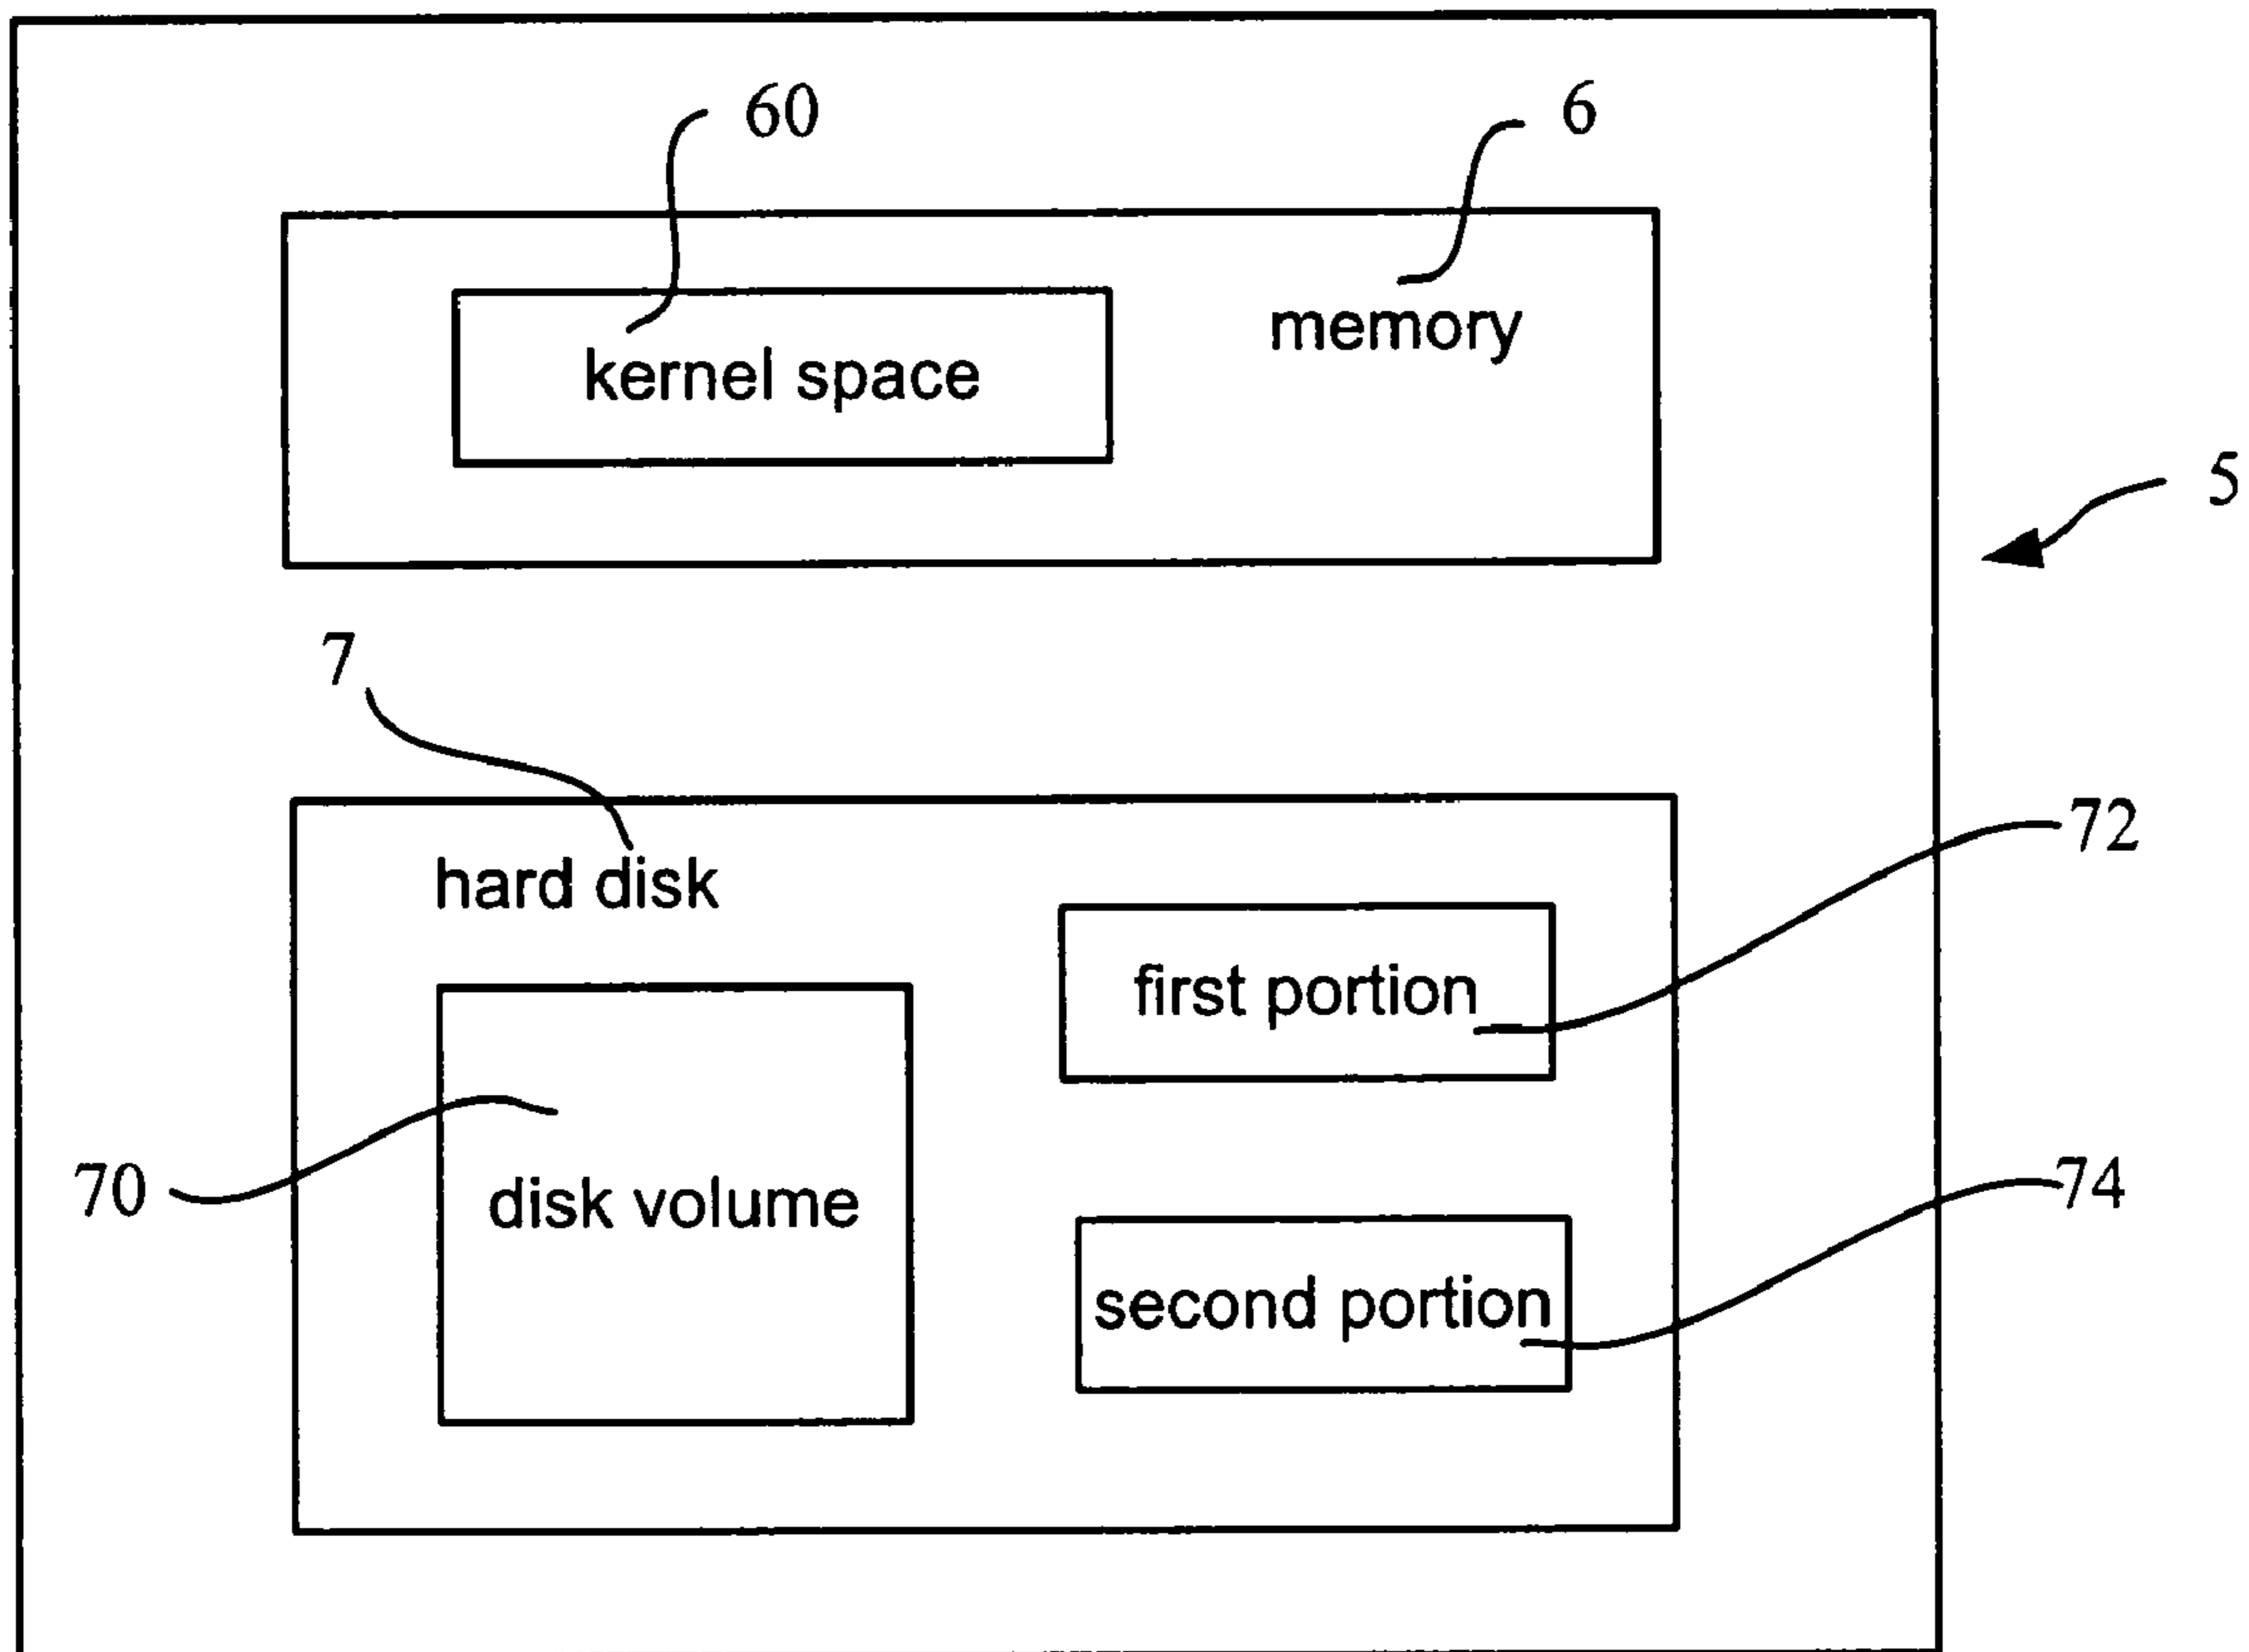 60
6
kernel space
memory
5
7
hard disk
72
first portion
70
disk volume
74
second portion